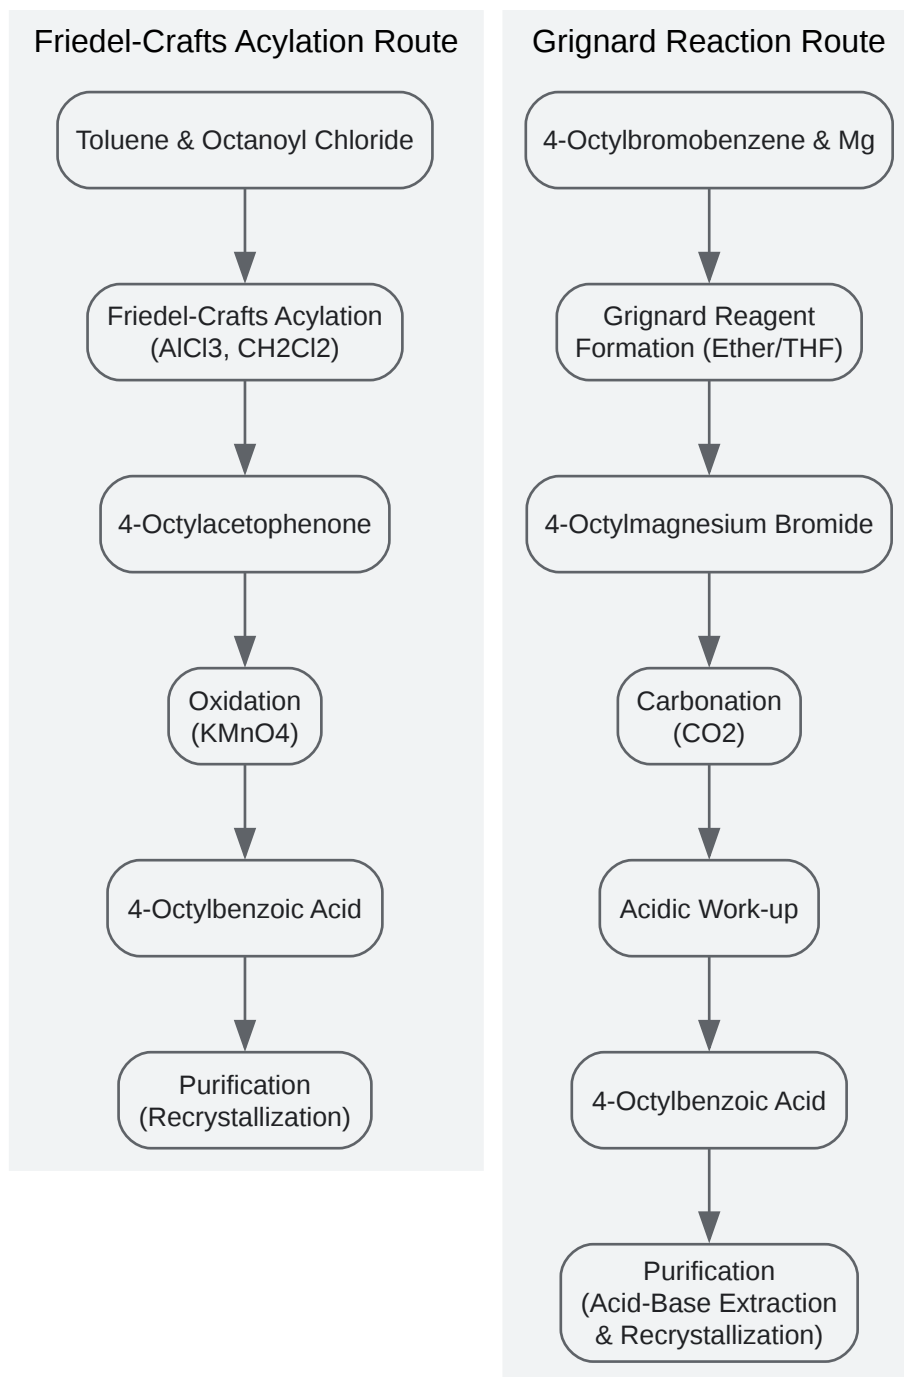 Friedel-Crafts Acylation Route
Toluene & Octanoyl Chloride
Friedel-Crafts Acylation
(AlCl3, CH2Cl2)
4-Octylacetophenone
Oxidation
(KMnO4)
4-Octylbenzoic Acid
Purification
(Recrystallization)
Grignard Reaction Route
4-Octylbromobenzene & Mg
Grignard Reagent
Formation (Ether/THF)
4-Octylmagnesium Bromide
Carbonation
(CO2)
Acidic Work-up
4-Octylbenzoic Acid
Purification
(Acid-Base Extraction
& Recrystallization)